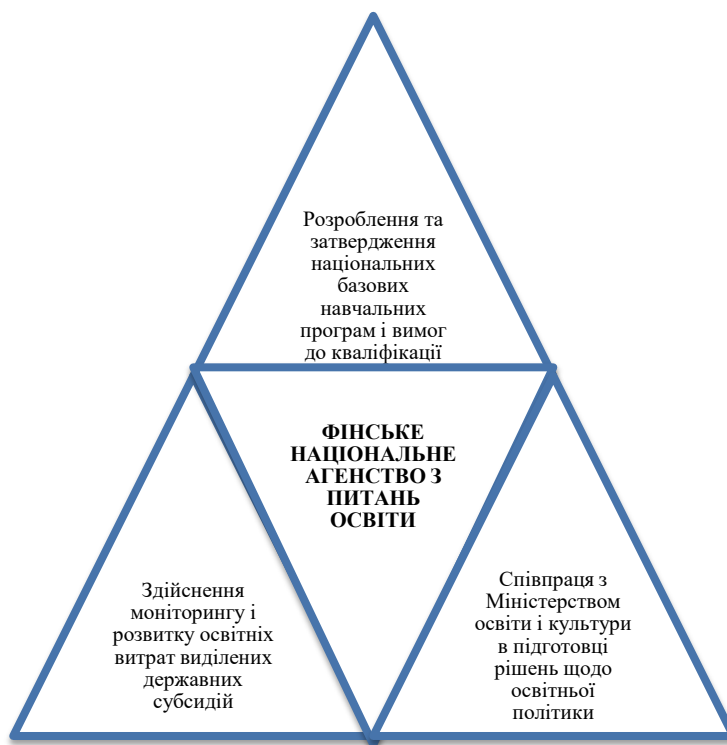 Розроблення та
затвердження
національних
базових
навчальних
програм і вимог
до кваліфікації
ФІНСЬКЕ
НАЦІОНАЛЬНЕ
АГЕНСТВО З
ПИТАНЬ
ОСВІТИ
Здійснення
моніторингу і
розвитку освітніх
витрат виділених
державних
субсидій
Співпраця з
Міністерством
освіти і культури
в підготовці
рішень щодо
освітньої
політики